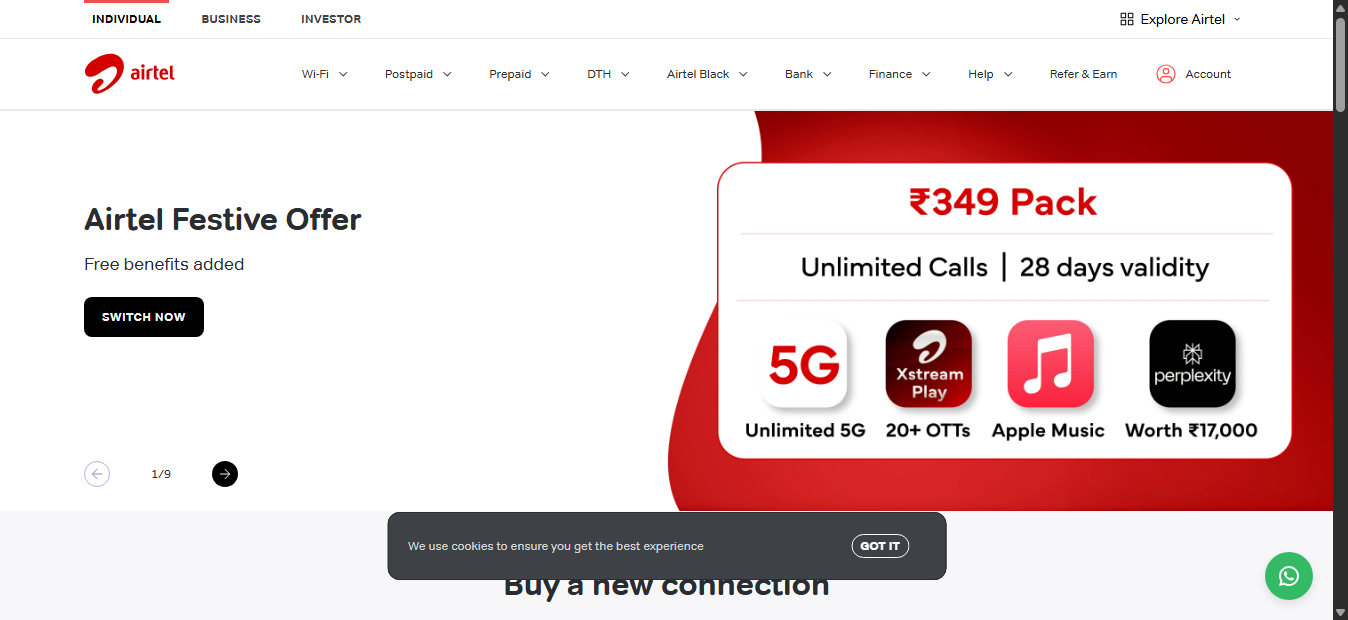 INDIVIDUAL BUSINESS INVESTOR Explore Airtel
airtel Wi-Fi Postpaid Prepaid DTH Airtel Black Bank Finance Help Refer & Earn Account
Airtel Festive Offer
Free benefits added
SWITCH NOW
1/9
₹349 Pack
Unlimited Calls | 28 days validity
5G
Xstream
Play
perplexity
Unlimited 5G 20+ OTTs Apple Music Worth ₹17,000
We use cookies to ensure you get the best experience GOT IT
Buy a new connection